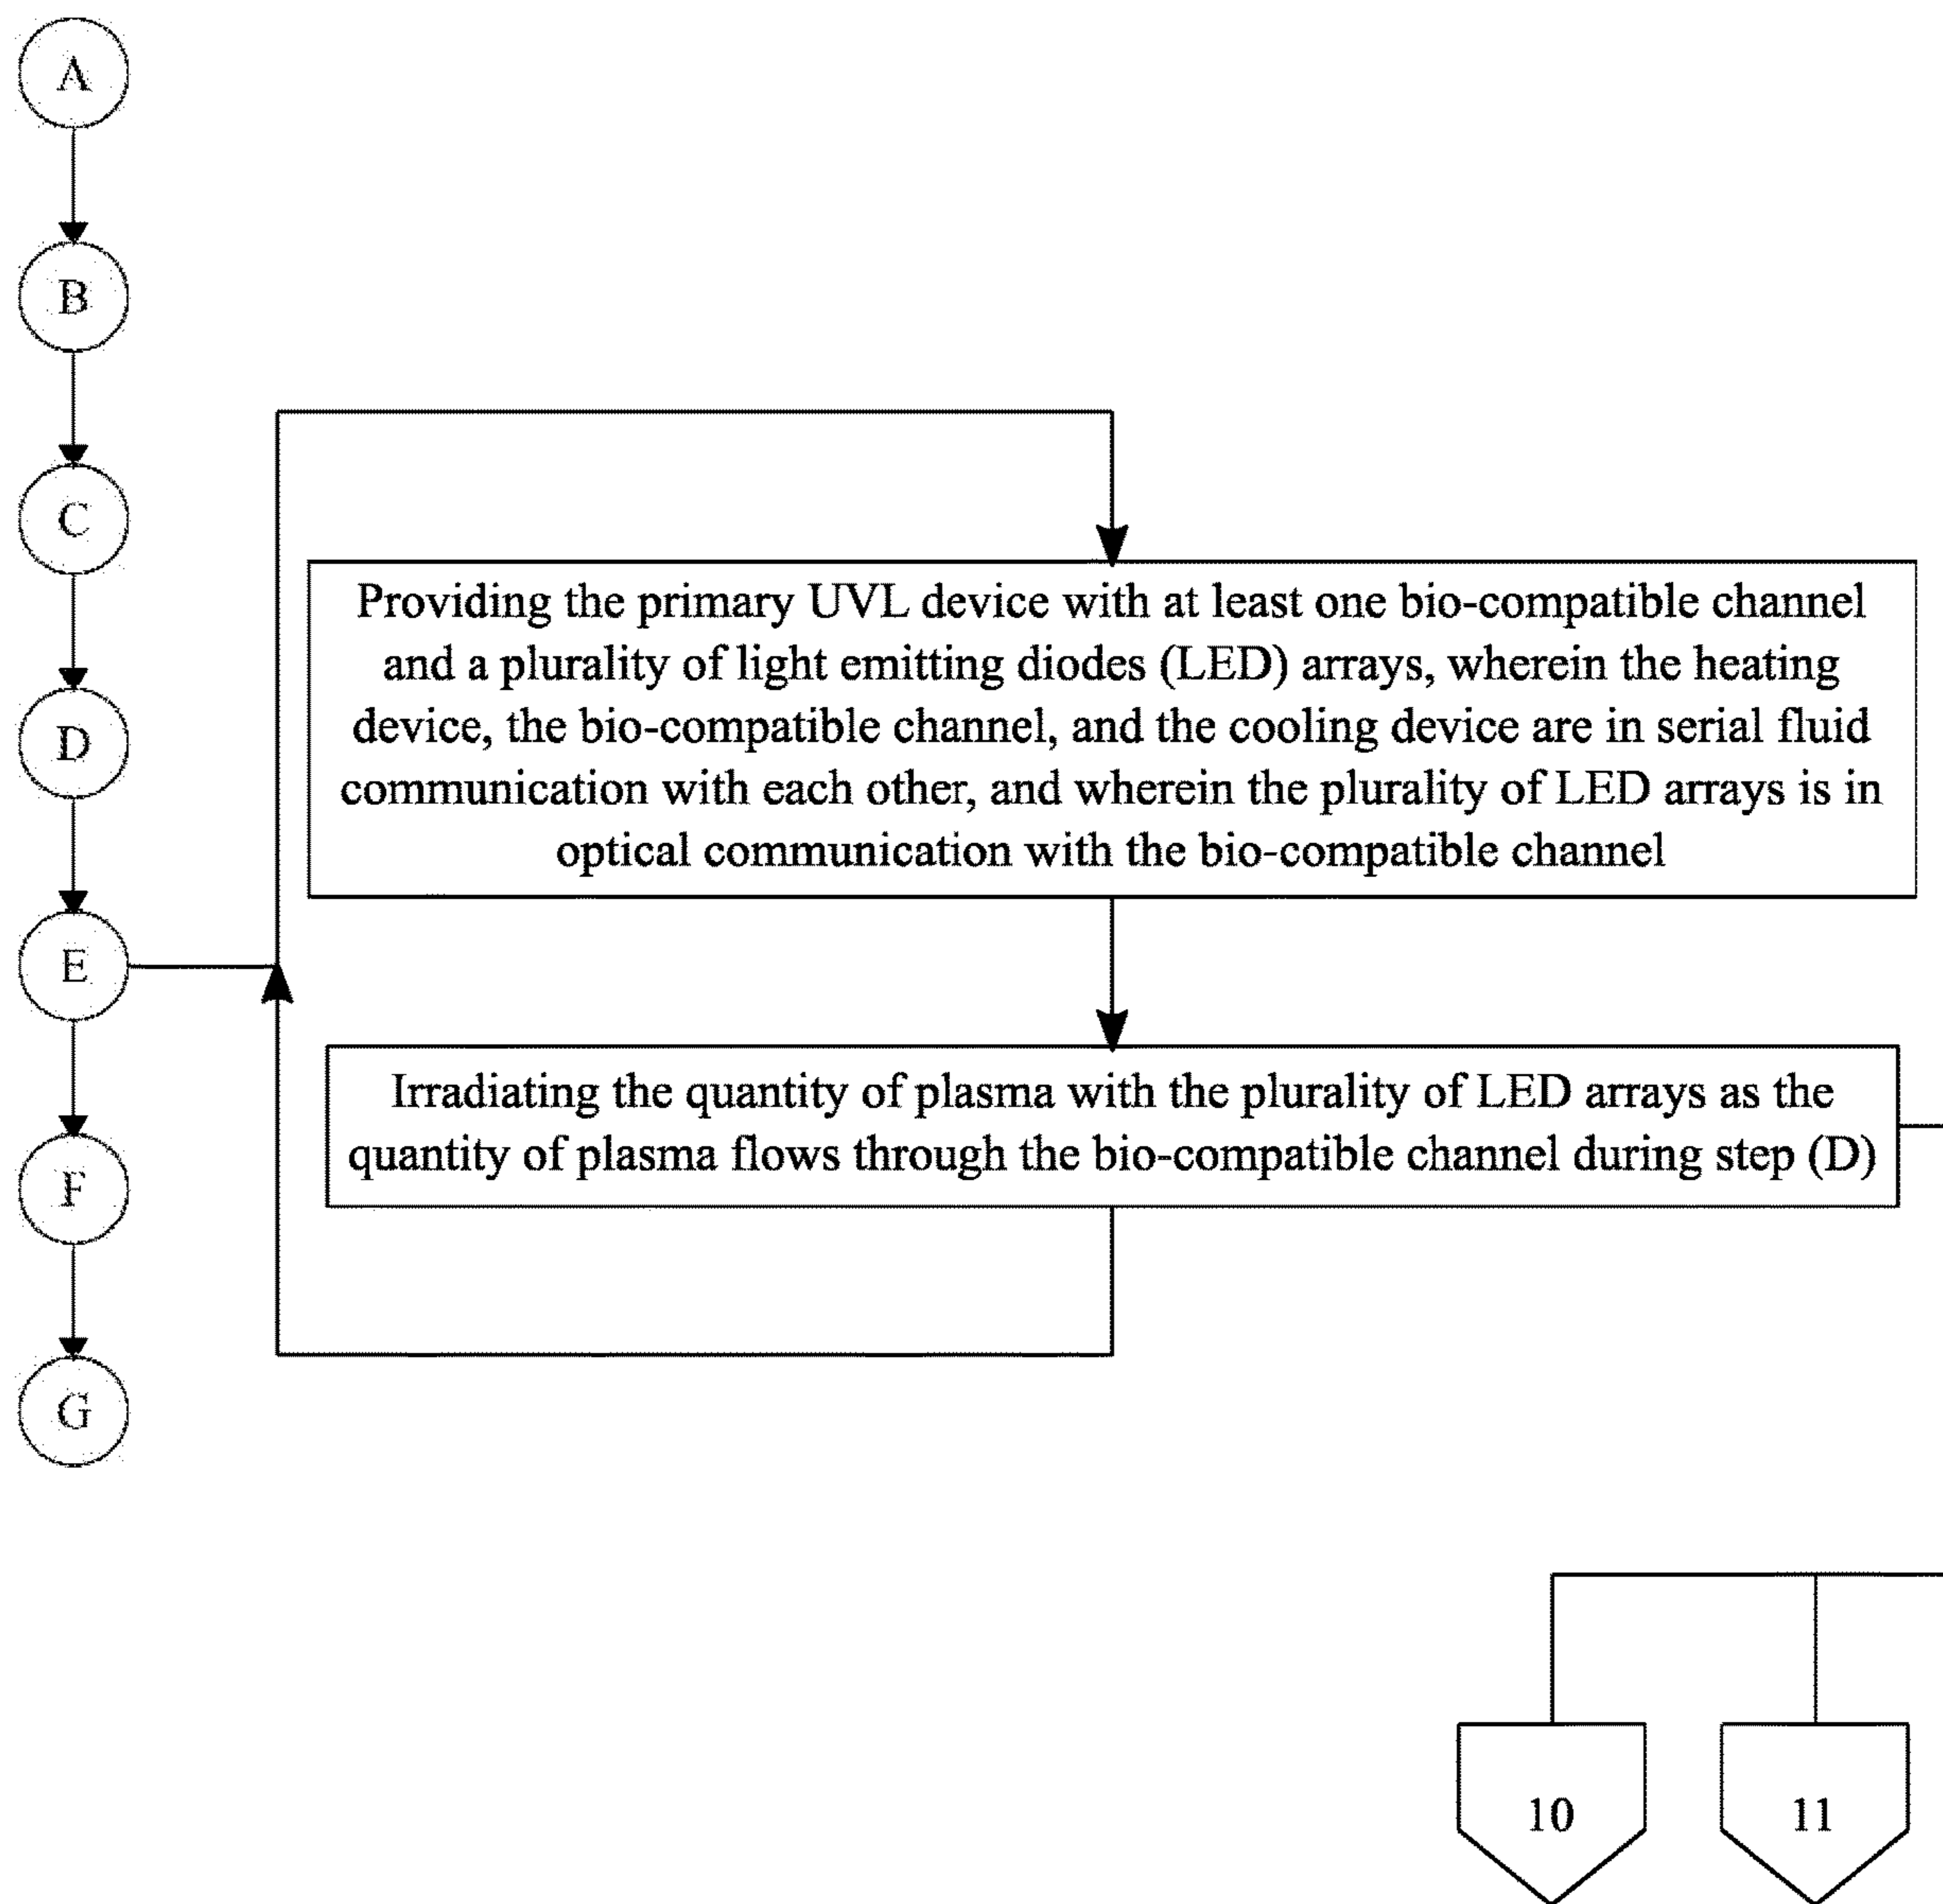 A
B
C
D
E
F
G
Providing the primary UVL device with at least one bio-compatible channel
and a plurality of light emitting diodes (LED) arrays, wherein the heating
device, the bio-compatible channel, and the cooling device are in serial fluid
communication with each other, and wherein the plurality of LED arrays is in
optical communication with the bio-compatible channel
Irradiating the quantity of plasma with the plurality of LED arrays as the
quantity of plasma flows through the bio-compatible channel during step (D)
10
11